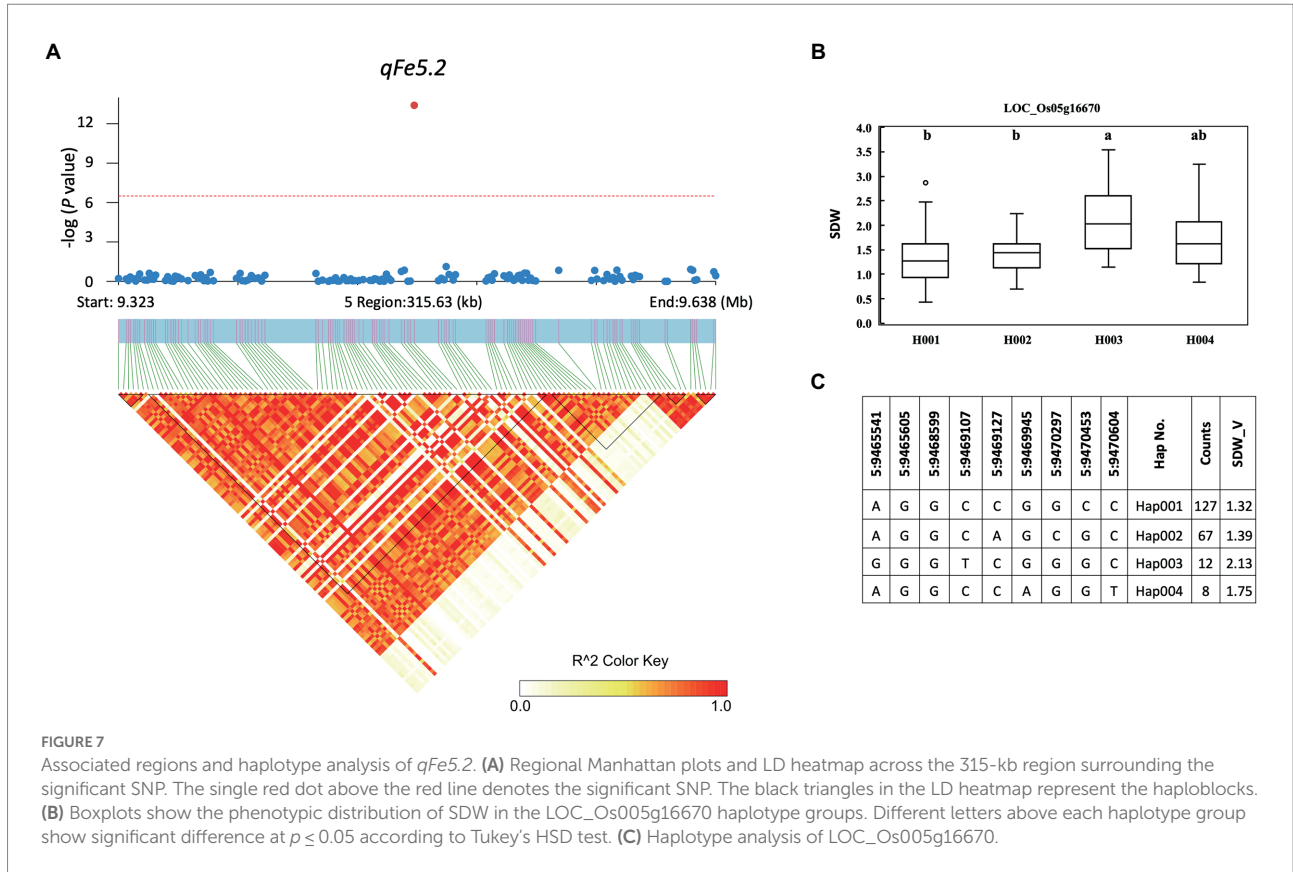 A
qFe5.2
12
9
6
3
0
-log (P value)
Start: 9.323 5 Region:315.63 (kb) End:9.638 (Mb)
R^2 Color Key
0.0 1.0
B
LOC_Os05g16670
4.0
3.5
3.0
2.5
2.0
1.5
1.0
0.5
0.0
SDW
b b a ab
H001 H002 H003 H004
C
5:9465541 5:9465605 5:9468599 5:9469107 5:9469127 5:9469945 5:9470297 5:9470453 5:9470604 Hap No. Counts SDW_V
A G G C C G G C C Hap001 127 1.32
A G G C A G C G C Hap002 67 1.39
G G G T C G G G C Hap003 12 2.13
A G G C C A G G T Hap004 8 1.75
FIGURE 7
Associated regions and haplotype analysis of qFe5.2. (A) Regional Manhattan plots and LD heatmap across the 315-kb region surrounding the
significant SNP. The single red dot above the red line denotes the significant SNP. The black triangles in the LD heatmap represent the haploblocks.
(B) Boxplots show the phenotypic distribution of SDW in the LOC_Os005g16670 haplotype groups. Different letters above each haplotype group
show significant difference at p ≤ 0.05 according to Tukey's HSD test. (C) Haplotype analysis of LOC_Os005g16670.